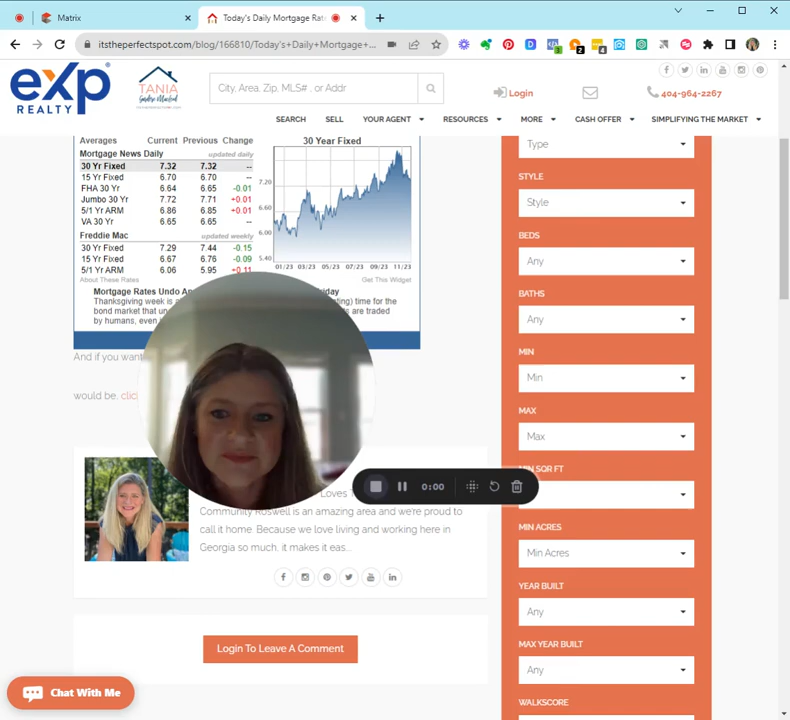 Matrix
Today's Daily Mortgage Rat
itstheperfectspot.com/blog/166810/Today's+Daily+Mortgage+...
eXp
REALTY
TANIA
City, Area, Zip, MLS# , or Addr
Login
404-964-2267
SEARCH SELL YOUR AGENT RESOURCES MORE CASH OFFER SIMPLIFYING THE MARKET
Averages Current Previous Change
Mortgage News Daily updated daily
30 Yr Fixed 7.32 7.32 --
15 Yr Fixed 6.70 6.70 --
FHA 30 Yr 6.64 6.65 -0.01
Jumbo 30 Yr 7.72 7.71 +0.01
5/1 Yr ARM 6.86 6.85 +0.01
VA 30 Yr 6.65 6.65 --
Freddie Mac updated weekly
30 Yr Fixed 7.29 7.44 -0.15
15 Yr Fixed 6.67 6.76 -0.09
5/1 Yr ARM 6.06 5.95 +0.11
About These Rates
30 Year Fixed
7.20
6.60
6.00
5.40
01/23 03/23 05/23 07/23 09/23 11/23
Get This Widget
Mortgage Rates Undo
Thanksgiving week is
bond market that
by humans,
time for the
are traded
And if you want
would be. clic
Loves
Community Roswell is an amazing area and we're proud to
call it home. Because we love living and working here in
Georgia so much, it makes it eas...
Login To Leave A Comment
Chat With Me
0:00
Type
STYLE
Style
BEDS
Any
BATHS
Any
MIN
Min
MAX
Max
MIN SQR FT
MIN ACRES
Min Acres
YEAR BUILT
Any
MAX YEAR BUILT
Any
WALKSCORE